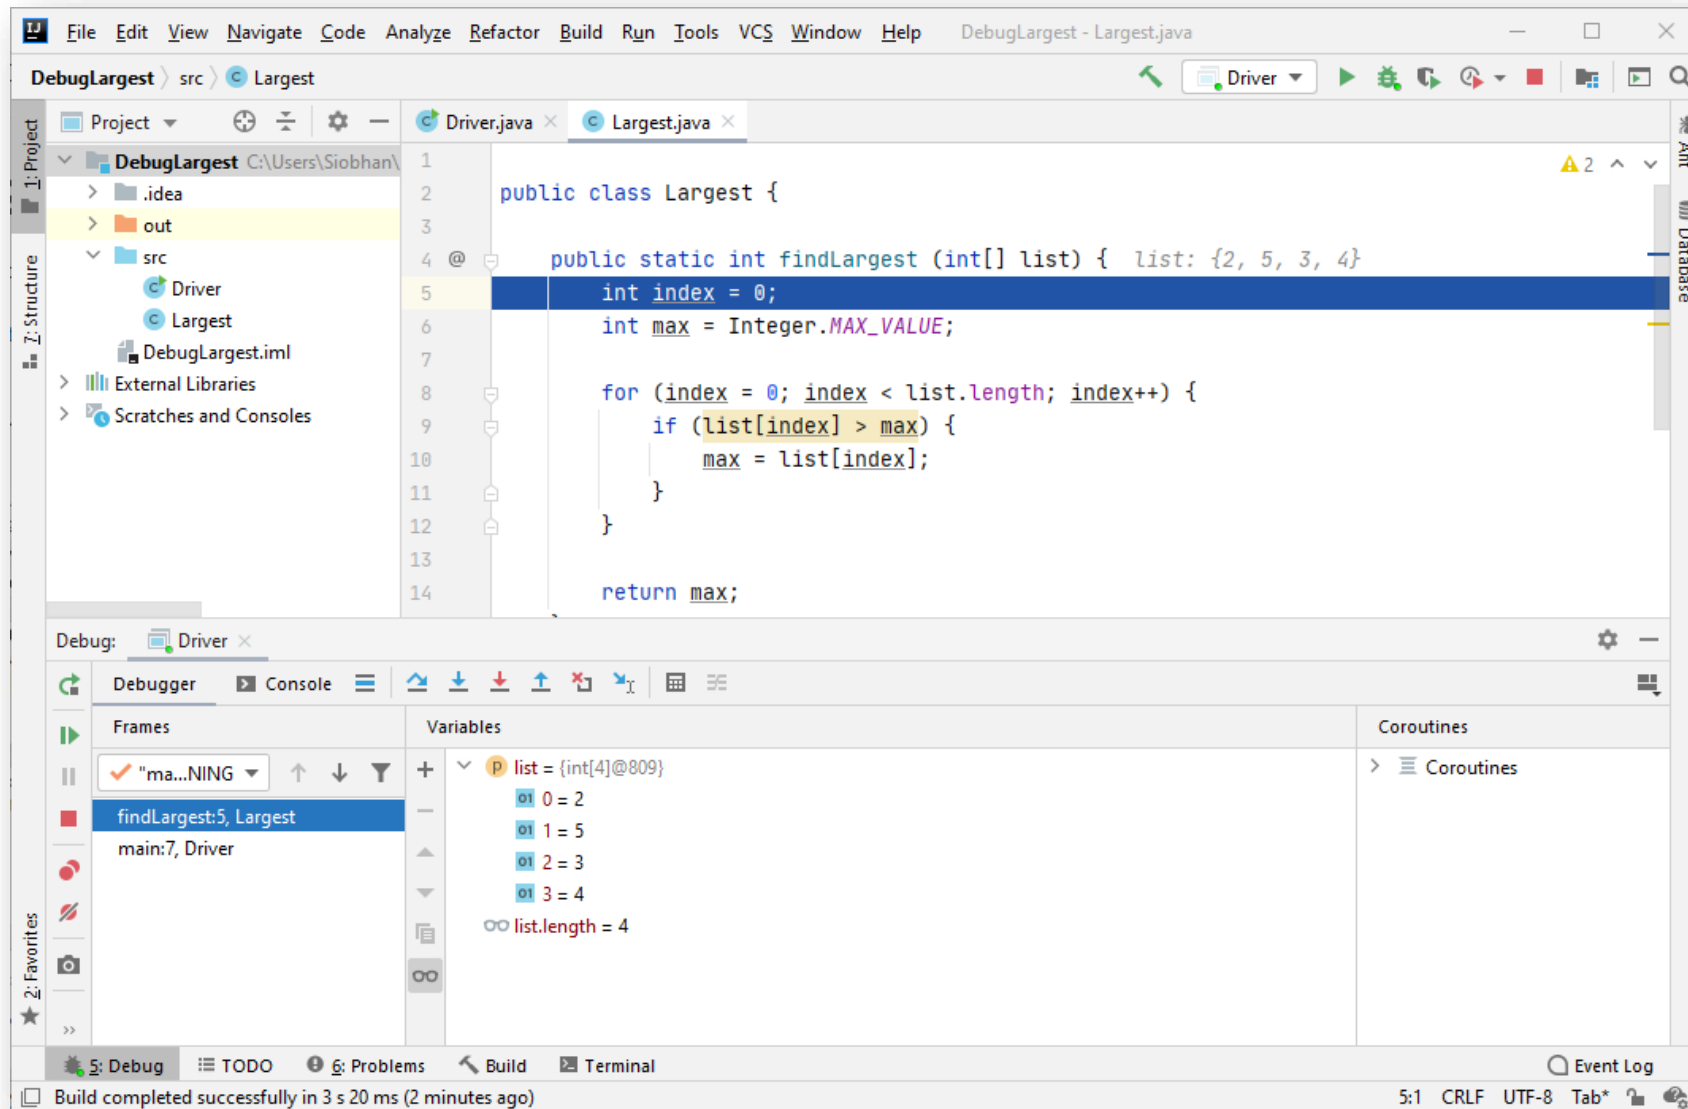 File Edit View Navigate Code Analyze Refactor Build Run Tools VCS Window Help DebugLargest - Largest.java
DebugLargest src Largest
Driver
Project
Driver.java
Largest.java
1: Project
7: Structure
2: Favorites
Ant
Database
DebugLargest C:\Users\Siobhan\
.idea
out
src
Driver
Largest
DebugLargest.iml
External Libraries
Scratches and Consoles
2
1
2 public class Largest {
3
4 @ public static int findLargest (int[] list) { list: {2, 5, 3, 4}
5 int index = 0;
6 int max = Integer.MAX_VALUE;
7
8 for (index = 0; index < list.length; index++) {
9 if (list[index] > max) {
10 max = list[index];
11 }
12 }
13
14 return max;
Debug: Driver
Debugger Console
Frames
Variables
Coroutines
"ma...NING
findLargest:5, Largest
main:7, Driver
p list = {int[4]@809}
01 0 = 2
01 1 = 5
01 2 = 3
01 3 = 4
list.length = 4
Coroutines
5: Debug TODO 6: Problems Build Terminal Event Log
Build completed successfully in 3 s 20 ms (2 minutes ago) 5:1 CRLF UTF-8 Tab*